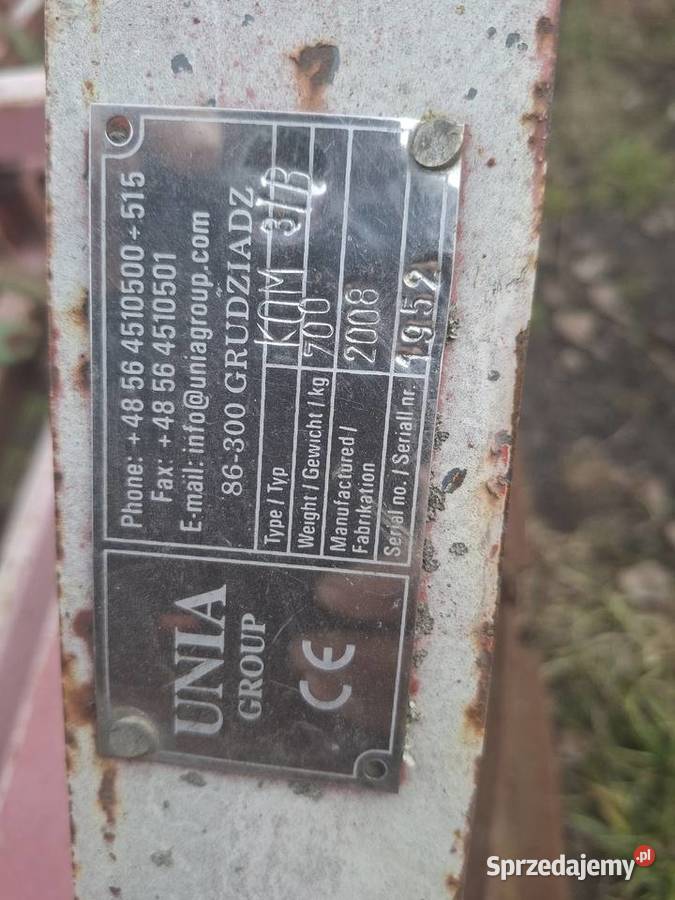 UNIA
GROUP
CE
Phone: +48 56 4510500÷515
Fax: +48 56 4510501
E-mail: info@uniagroup.com
86-300 GRUDZIADZ
Type / Typ KOM 3/B
Weight / Gewicht / kg 700
Manufactured /
Fabrikation 2008
Serial no. / Seriall nr. 1952
Sprzedajemy.pl